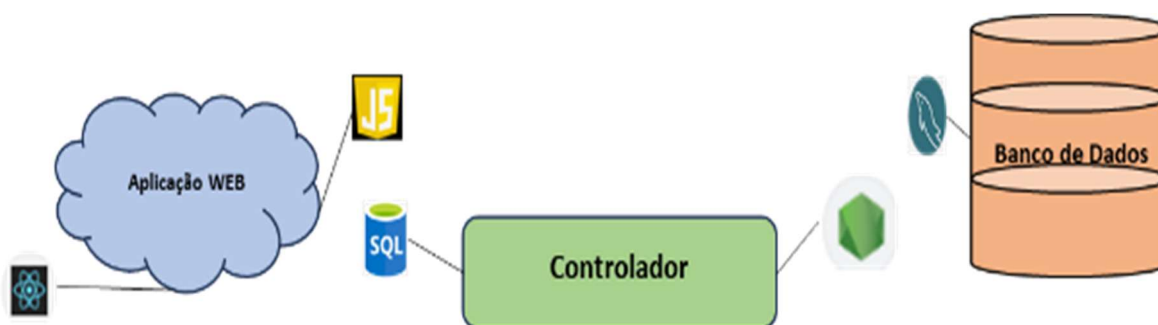 JS
Aplicação WEB
Banco de Dados
SQL
Controlador